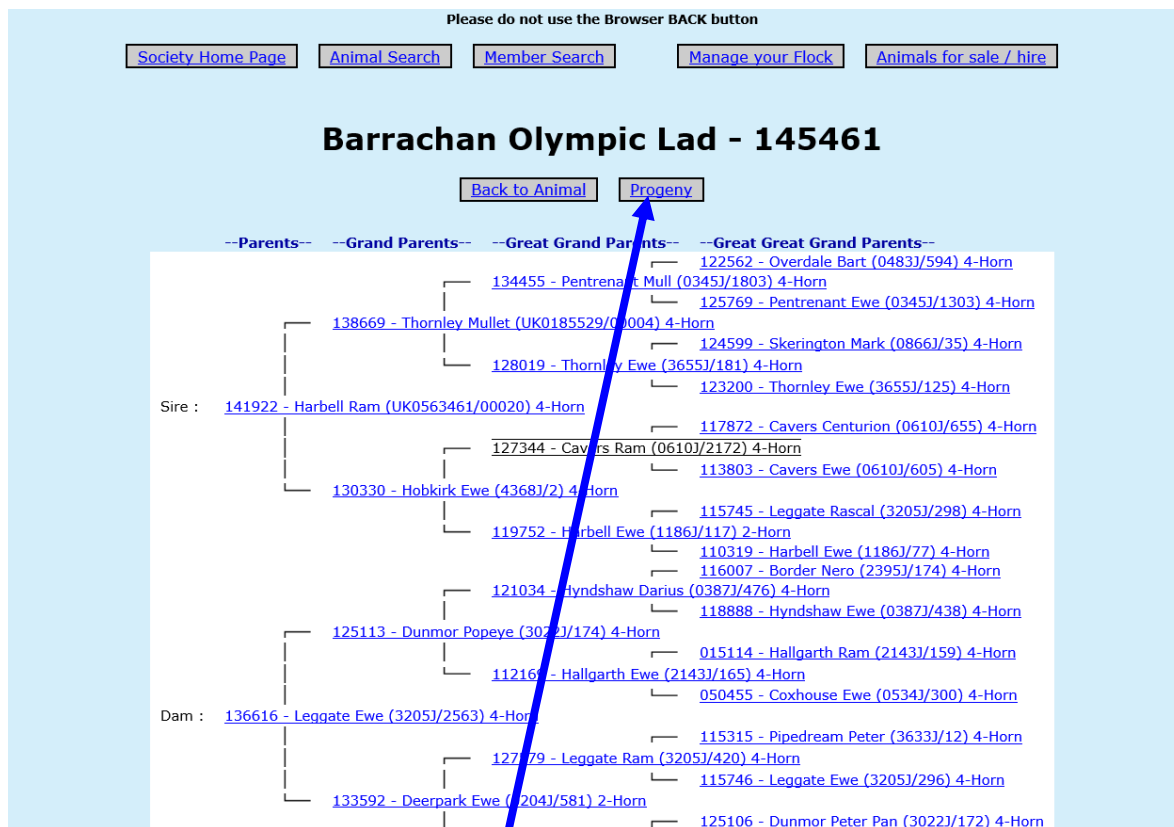 Please do not use the Browser BACK button
Society Home Page Animal Search Member Search Manage your Flock Animals for sale / hire
Barrachan Olympic Lad - 145461
Back to Animal Progeny
--Parents-- --Grand Parents-- --Great Grand Parents-- --Great Great Grand Parents--
122562 - Overdale Bart (0483J/594) 4-Horn
134455 - Pentrenant Mull (0345J/1803) 4-Horn
125769 - Pentrenant Ewe (0345J/1303) 4-Horn
138669 - Thornley Mullet (UK0185529/00004) 4-Horn
124599 - Skerington Mark (0866J/35) 4-Horn
128019 - Thornley Ewe (3655J/181) 4-Horn
123200 - Thornley Ewe (3655J/125) 4-Horn
Sire : 141922 - Harbell Ram (UK0563461/00020) 4-Horn
117872 - Cavers Centurion (0610J/655) 4-Horn
127344 - Cavers Ram (0610J/2172) 4-Horn
113803 - Cavers Ewe (0610J/605) 4-Horn
130330 - Hobkirk Ewe (4368J/2) 4-Horn
115745 - Leggate Rascal (3205J/298) 4-Horn
119752 - Harbell Ewe (1186J/117) 2-Horn
110319 - Harbell Ewe (1186J/77) 4-Horn
116007 - Border Nero (2395J/174) 4-Horn
121034 - Hyndshaw Darius (0387J/476) 4-Horn
118888 - Hyndshaw Ewe (0387J/438) 4-Horn
125113 - Dunmor Popeye (3022J/174) 4-Horn
015114 - Hallgarth Ram (2143J/159) 4-Horn
112169 - Hallgarth Ewe (2143J/165) 4-Horn
050455 - Coxhouse Ewe (0534J/300) 4-Horn
Dam : 136616 - Leggate Ewe (3205J/2563) 4-Horn
115315 - Pipedream Peter (3633J/12) 4-Horn
- Leggate Ram (3205J/420) 4-Horn
115746 - Leggate Ewe (3205J/296) 4-Horn
133592 - Deerpark Ewe 2-Horn
125106 - Dunmor Peter Pan (3022J/172) 4-Horn